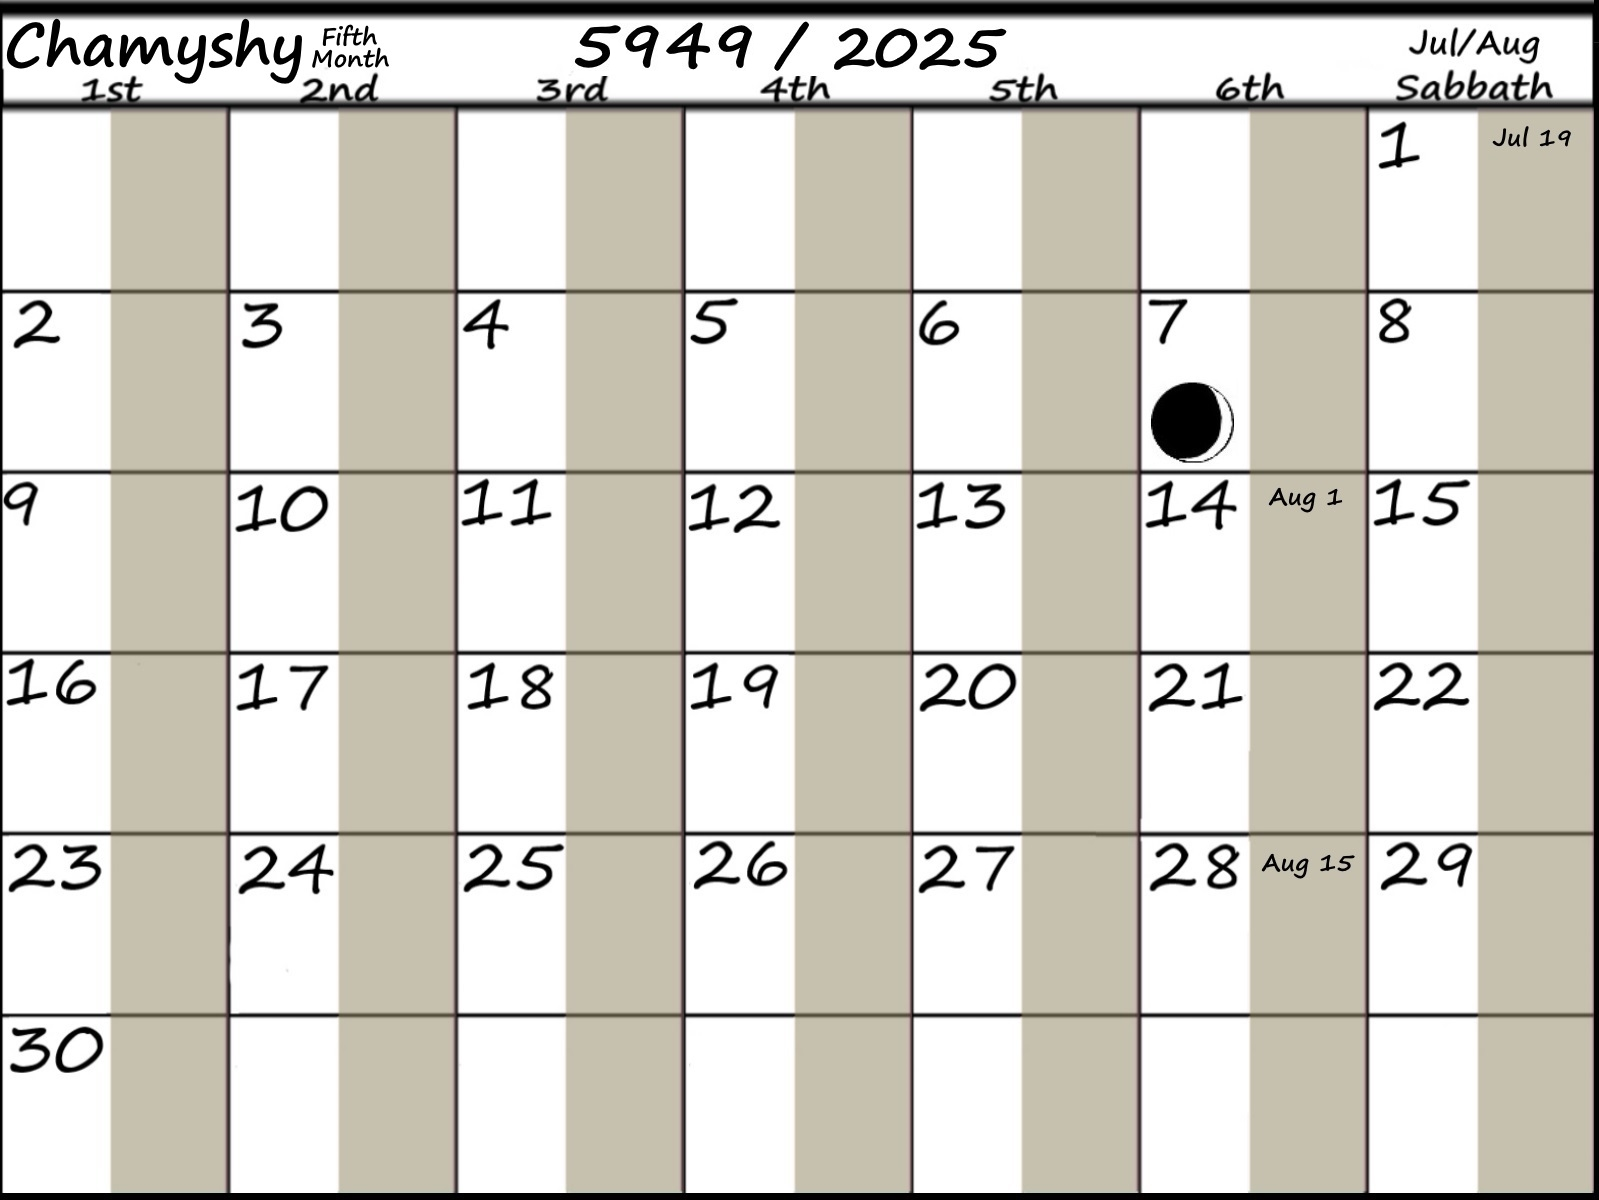 Chamyshy Fifth Month 5949 / 2025 Jul/Aug
1st 2nd 3rd 4th 5th 6th Sabbath
1 Jul 19
2 3 4 5 6 7 8
9 10 11 12 13 14 Aug 1 15
16 17 18 19 20 21 22
23 24 25 26 27 28 Aug 15 29
30